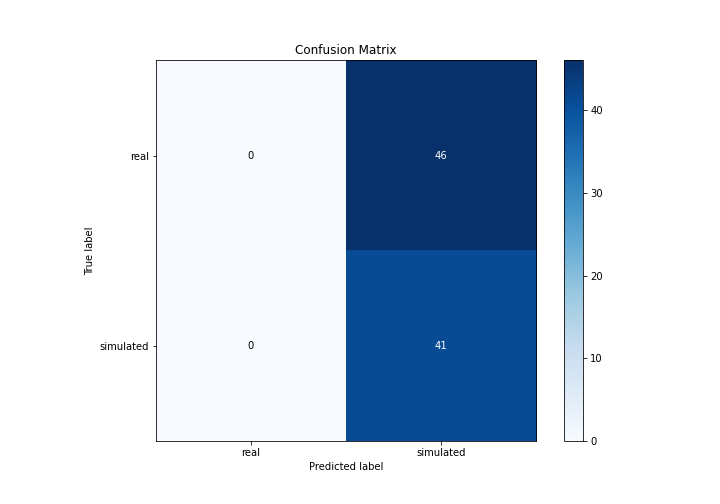 Confusion Matrix
real
0
46
40
30
True label
20
simulated
0
41
10
0
real
simulated
Predicted label